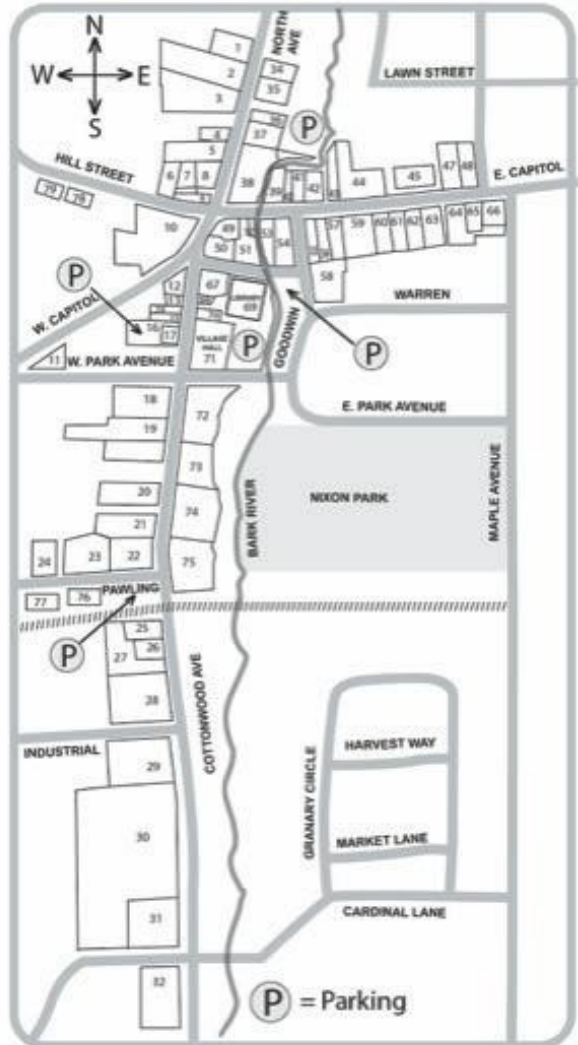 N
W E
S
NORTH AVE
1
2
3
34
35
LAWN STREET
P
4
5
37
HILL STREET
6 7 8
38
39
42
43
44
45
47 48
E. CAPITOL
79 78
10
49
50
51
53
54
57
59
60 61 62 63
64 65 66
58
P
12
67
LIBRARY
69
WARREN
W. CAPITOL
16
17
VILLAGE HALL
71
P
GOODWIN
P
11
W. PARK AVENUE
E. PARK AVENUE
18
19
72
73
20
74
21
22
23
24
75
BARK RIVER
NIXON PARK
MAPLE AVENUE
77
76
PAWLING
P
25
26
27
28
COTTONWOOD AVE
INDUSTRIAL
29
30
31
32
GRANARY CIRCLE
HARVEST WAY
MARKET LANE
CARDINAL LANE
P = Parking